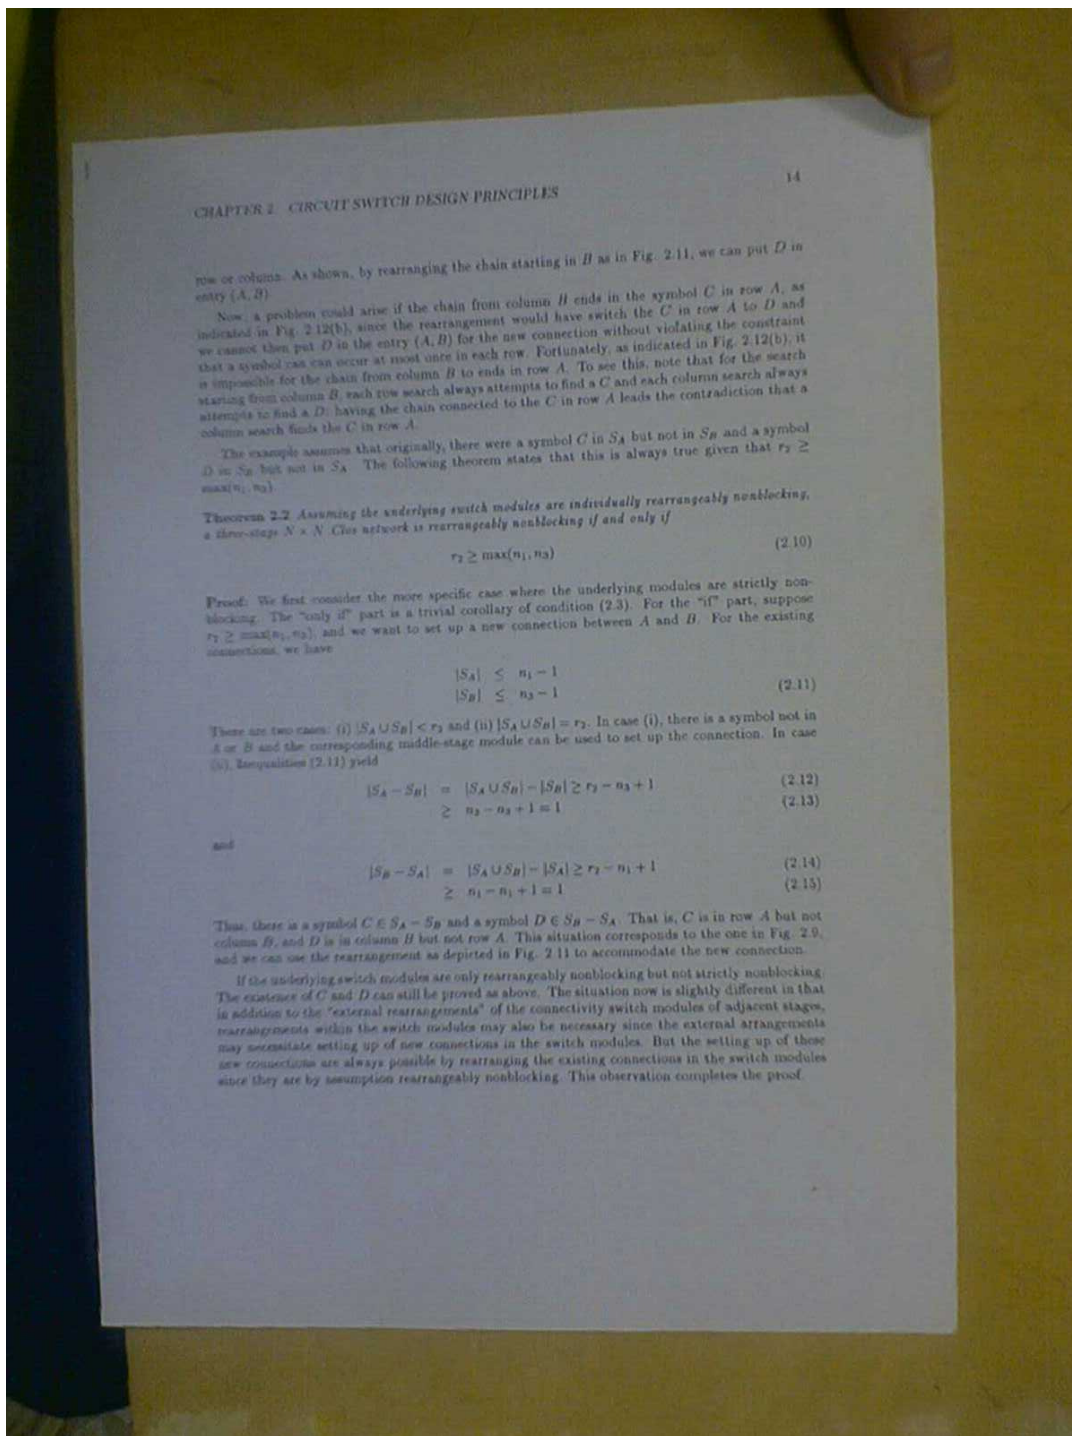 14
CHAPTER 2. CIRCUIT SWITCH DESIGN PRINCIPLES
row or column. As shown, by rearranging the chain starting in B as in Fig. 2.11, we can put D in
entry (A, B).
Now, a problem could arise if the chain from column B ends in the symbol C in row A, as
indicated in Fig. 2.12(b), since the rearrangement would have switch the C in row A to D and
we cannot then put D in the entry (A, B) for the new connection without violating the constraint
that a symbol can can occur at most once in each row. Fortunately, as indicated in Fig. 2.12(b), it
is impossible for the chain from column B to ends in row A. To see this, note that for the search
starting from column B, each row search always attempts to find a C and each column search always
attempts to find a D; having the chain connected to the C in row A leads the contradiction that a
column search finds the C in row A.
The example assumes that originally, there were a symbol C in S_A but not in S_B and a symbol
D in S_B but not in S_A. The following theorem states that this is always true given that r_2 ≥
max(n_1, n_3).
Theorem 2.2 Assuming the underlying switch modules are individually rearrangeably nonblocking,
a three-stage N × N Clos network is rearrangeably nonblocking if and only if
r_2 ≥ max(n_1, n_3) (2.10)
Proof: We first consider the more specific case where the underlying modules are strictly non-
blocking. The "only if" part is a trivial corollary of condition (2.3). For the "if" part, suppose
r_2 ≥ max(n_1, n_3), and we want to set up a new connection between A and B. For the existing
connections, we have
|S_A| ≤ n_1 − 1
|S_B| ≤ n_3 − 1 (2.11)
There are two cases: (i) |S_A ∪ S_B| < r_2 and (ii) |S_A ∪ S_B| = r_2. In case (i), there is a symbol not in
A or B and the corresponding middle-stage module can be used to set up the connection. In case
(ii), Inequalities (2.11) yield
|S_A − S_B| = |S_A ∪ S_B| − |S_B| ≥ r_2 − n_3 + 1 (2.12)
≥ n_3 − n_3 + 1 = 1 (2.13)
and
|S_B − S_A| = |S_A ∪ S_B| − |S_A| ≥ r_2 − n_1 + 1 (2.14)
≥ n_1 − n_1 + 1 = 1 (2.15)
Thus, there is a symbol C ∈ S_A − S_B and a symbol D ∈ S_B − S_A. That is, C is in row A but not
column B, and D is in column B but not row A. This situation corresponds to the one in Fig. 2.9,
and we can use the rearrangement as depicted in Fig. 2.11 to accommodate the new connection.
If the underlying switch modules are only rearrangeably nonblocking but not strictly nonblocking.
The existence of C and D can still be proved as above. The situation now is slightly different in that
in addition to the "external rearrangements" of the connectivity switch modules of adjacent stages,
rearrangements within the switch modules may also be necessary since the external arrangements
may necessitate setting up of new connections in the switch modules. But the setting up of these
new connections are always possible by rearranging the existing connections in the switch modules
since they are by assumption rearrangeably nonblocking. This observation completes the proof.